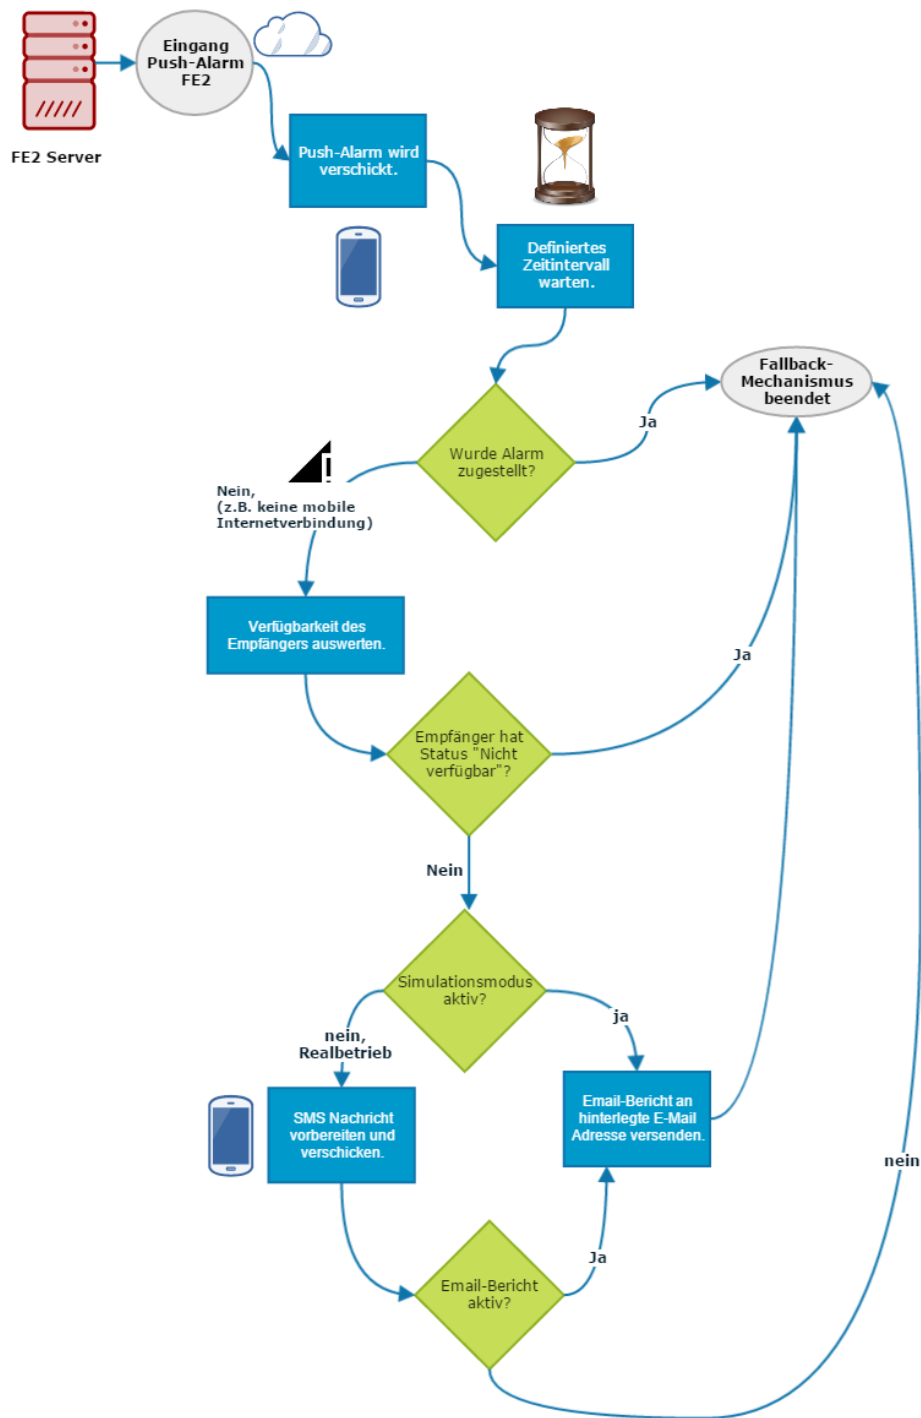 Eingang
Push-Alarm
FE2
FE2 Server
Push-Alarm wird
verschickt.
Definiertes
Zeitintervall
warten.
Fallback-
Mechanismus
beendet
Ja
Wurde Alarm
zugestellt?
Nein,
(z.B. keine mobile
Internetverbindung)
Verfügbarkeit des
Empfängers auswerten.
Ja
Empfänger hat
Status "Nicht
verfügbar"?
Nein
Simulationsmodus
aktiv?
ja
nein,
Realbetrieb
SMS Nachricht
vorbereiten und
verschicken.
Email-Bericht an
hinterlegte E-Mail
Adresse versenden.
nein
Ja
Email-Bericht
aktiv?